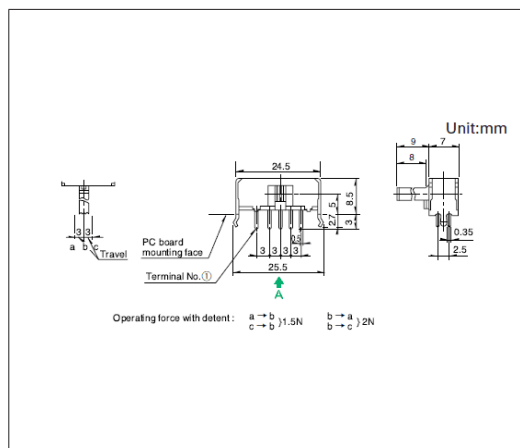 Unit:mm
9
7
8
24.5
8.5
5
2.7
3
3 3
a b c
Travel
PC board
mounting face
Terminal No.①
0.5
3 3 3 3
25.5
A
0.35
2.5
Operating force with detent :
a → b
c → b
}1.5N
b → a
b → c
}2N